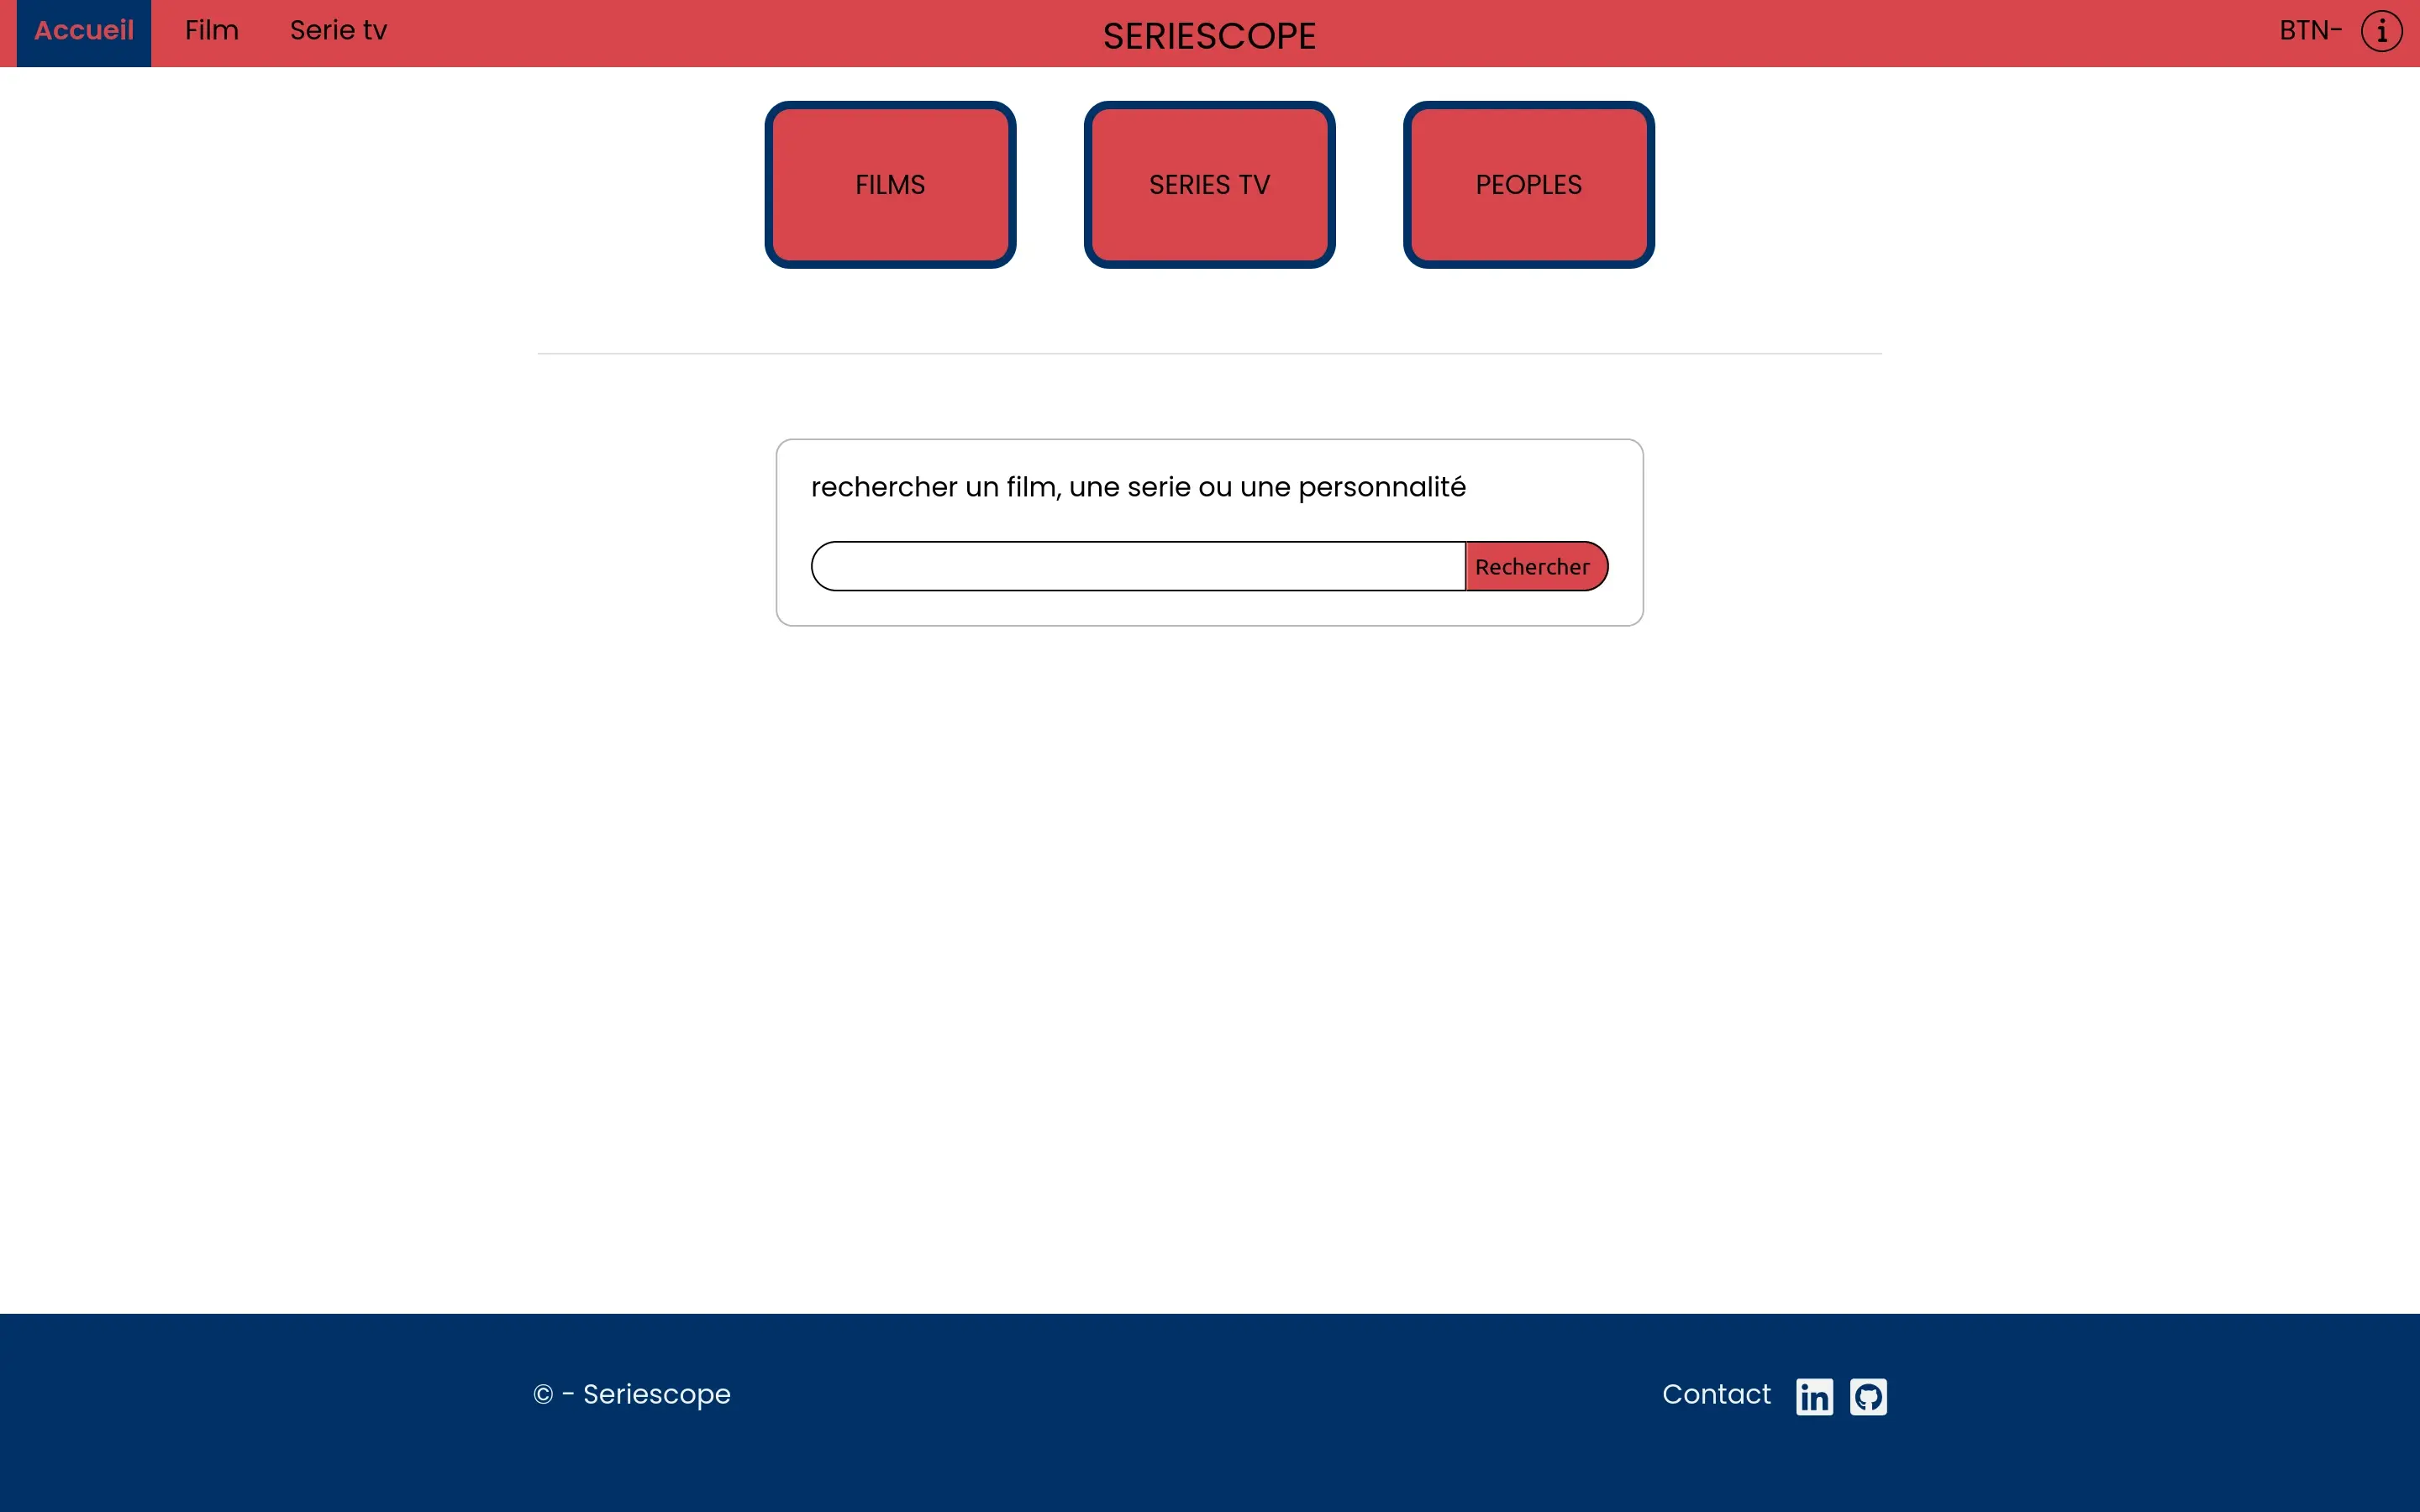 Accueil Film Serie tv SERIESCOPE BTN-
FILMS SERIES TV PEOPLES
rechercher un film, une serie ou une personnalité
Rechercher
© - Seriescope Contact